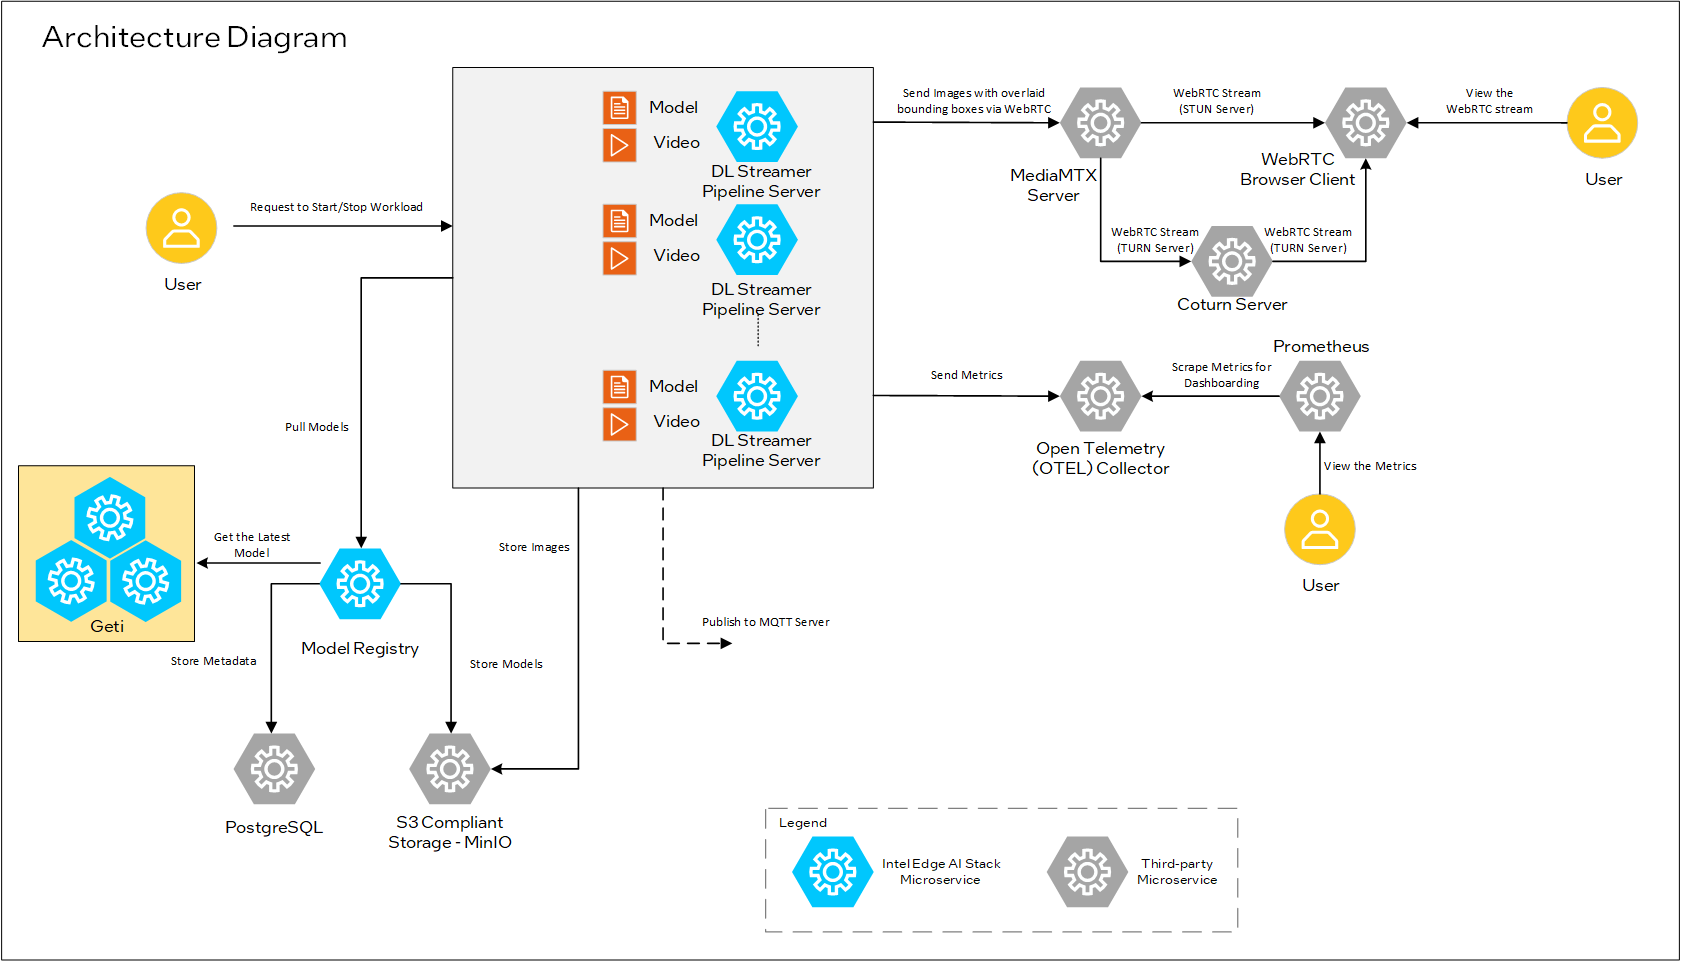 Architecture Diagram
Model
Video
DL Streamer
Pipeline Server
Model
Video
DL Streamer
Pipeline Server
Model
Video
DL Streamer
Pipeline Server
Request to Start/Stop Workload
User
Send Images with overlaid
bounding boxes via WebRTC
MediaMTX
Server
WebRTC Stream
(STUN Server)
WebRTC
Browser Client
View the
WebRTC stream
User
WebRTC Stream
(TURN Server)
WebRTC Stream
(TURN Server)
Coturn Server
Send Metrics
Open Telemetry
(OTEL) Collector
Scrape Metrics for
Dashboarding
Prometheus
View the Metrics
User
Pull Models
Get the Latest
Model
Geti
Model Registry
Store Metadata
Store Models
Store Images
Publish to MQTT Server
PostgreSQL
S3 Compliant
Storage - MinIO
Legend
Intel Edge AI Stack
Microservice
Third-party
Microservice